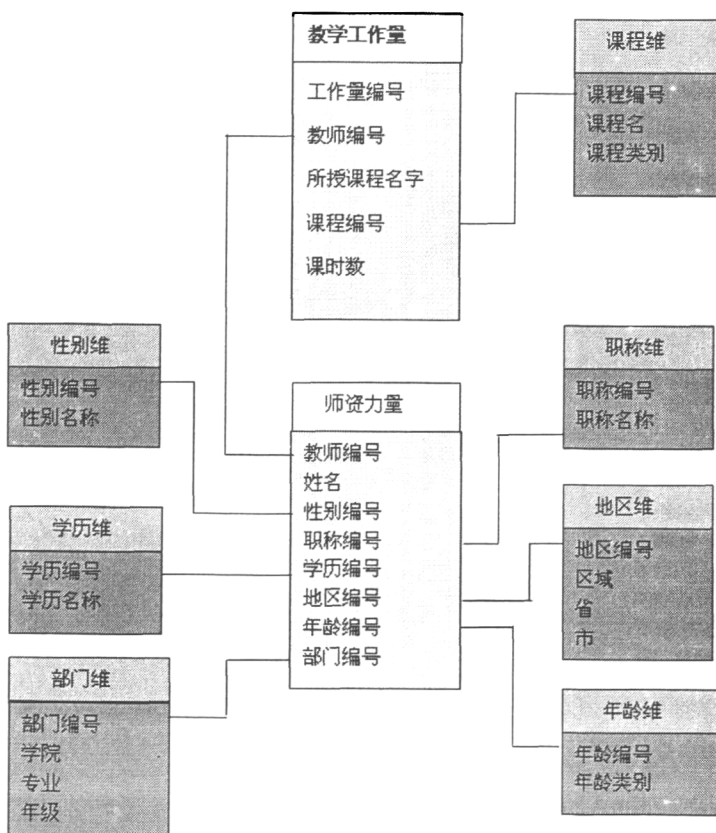 教学工作量
工作量编号
教师编号
所授课程名字
课程编号
课时数
课程维
课程编号
课程名
课程类别
性别维
性别编号
性别名称
师资力量
教师编号
姓名
性别编号
职称编号
学历编号
地区编号
年龄编号
部门编号
职称维
职称编号
职称名称
学历维
学历编号
学历名称
地区维
地区编号
区域
省
市
部门维
部门编号
学院
专业
年级
年龄维
年龄编号
年龄类别